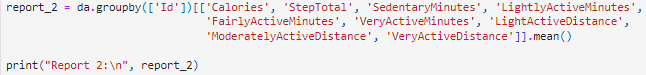 report_2 = da.groupby(['Id'])[['Calories', 'StepTotal', 'SedentaryMinutes', 'LightlyActiveMinutes',
'FairlyActiveMinutes', 'VeryActiveMinutes', 'LightActiveDistance',
'ModeratelyActiveDistance', 'VeryActiveDistance']].mean()
print("Report 2:\n", report_2)